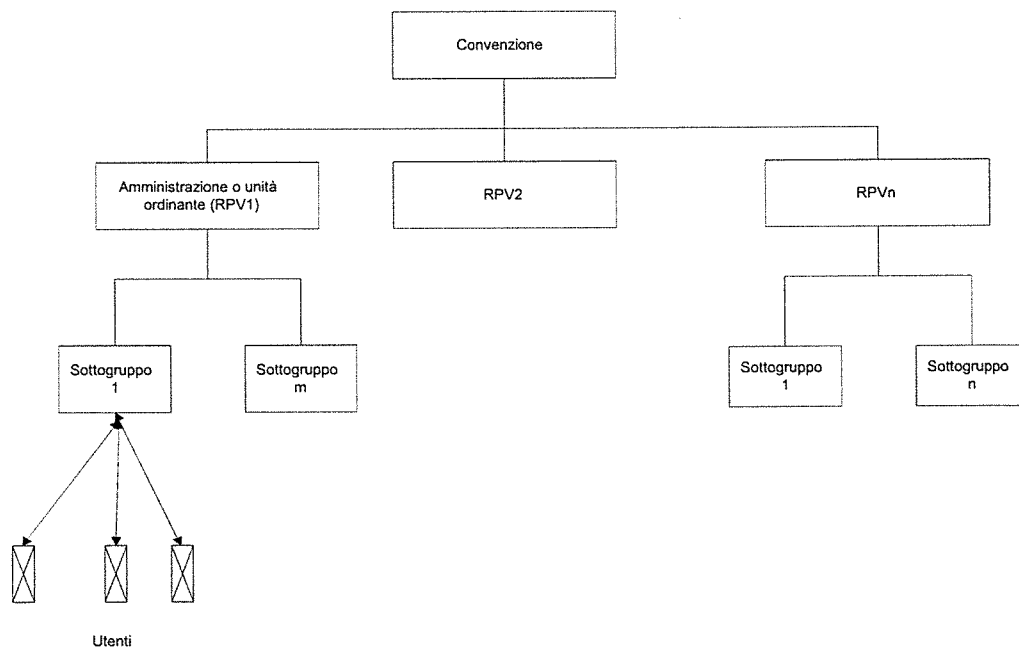 Convenzione
Amministrazione o unità
ordinante (RPV1)
RPV2
RPVn
Sottogruppo
1
Sottogruppo
m
Sottogruppo
1
Sottogruppo
n
Utenti